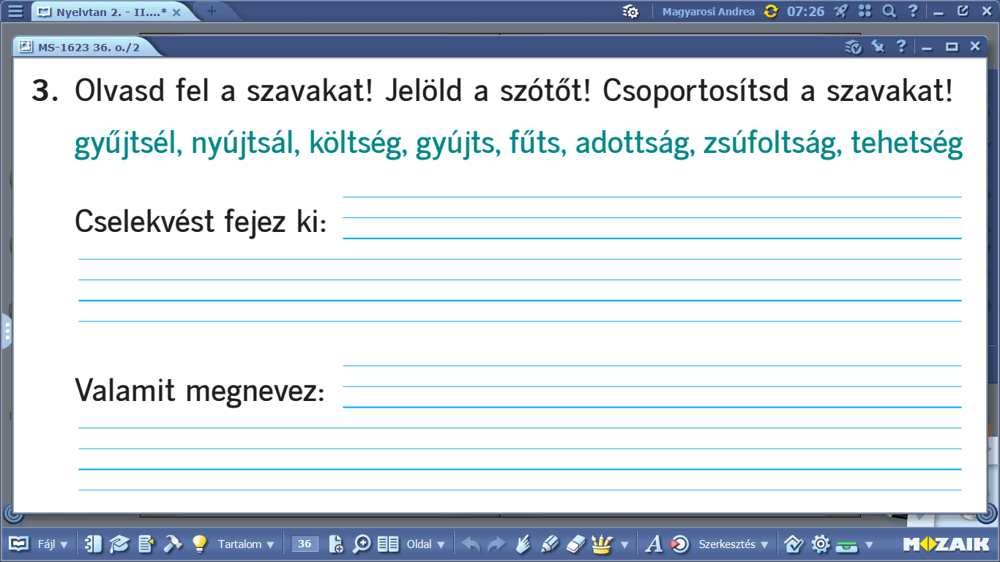 Nyelvtan 2. - II....*
Magyarosi Andrea
07:26
MS-1623 36. o./2
3. Olvasd fel a szavakat! Jelöld a szótőt! Csoportosítsd a szavakat!
gyűjtsél, nyújtsál, költség, gyújts, fűts, adottság, zsúfoltság, tehetség
Cselekvést fejez ki:
Valamit megnevez:
Fájl
Tartalom
36
Oldal
Szerkesztés
MOZAIK